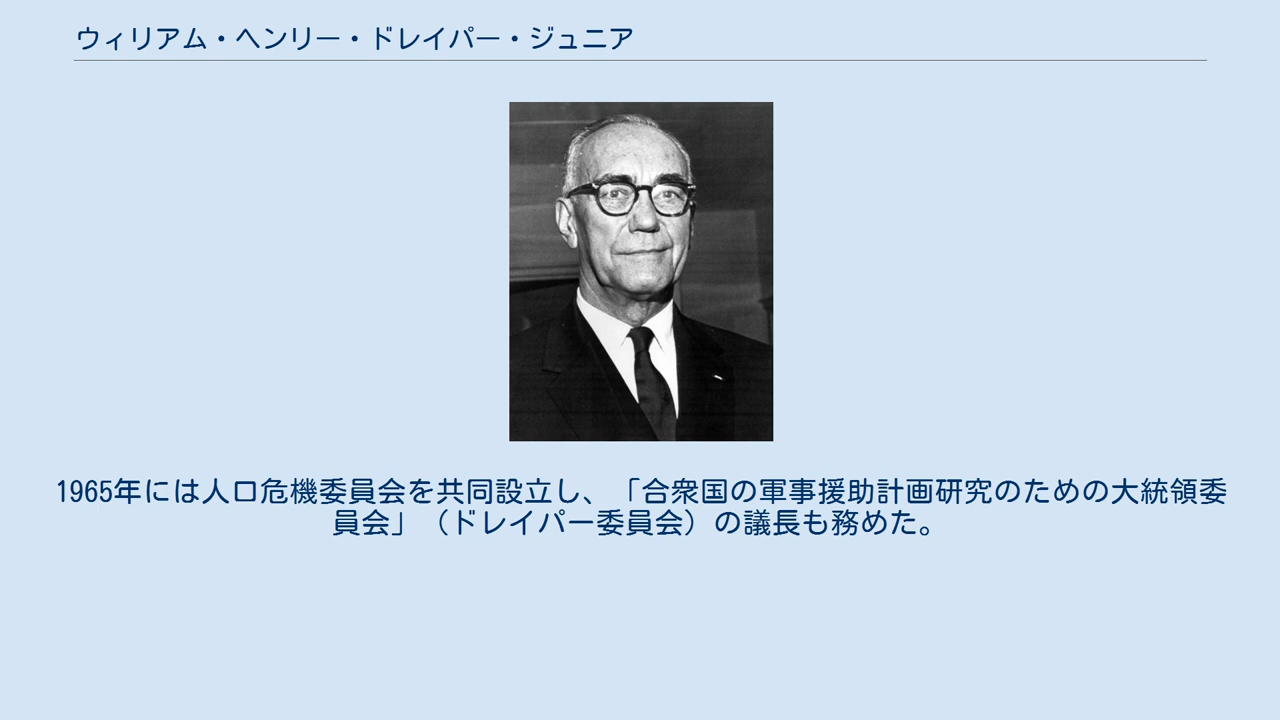 ウィリアム・ヘンリー・ドレイパー・ジュニア
1965年には人口危機委員会を共同設立し、「合衆国の軍事援助計画研究のための大統領委
員会」（ドレイパー委員会）の議長も務めた。